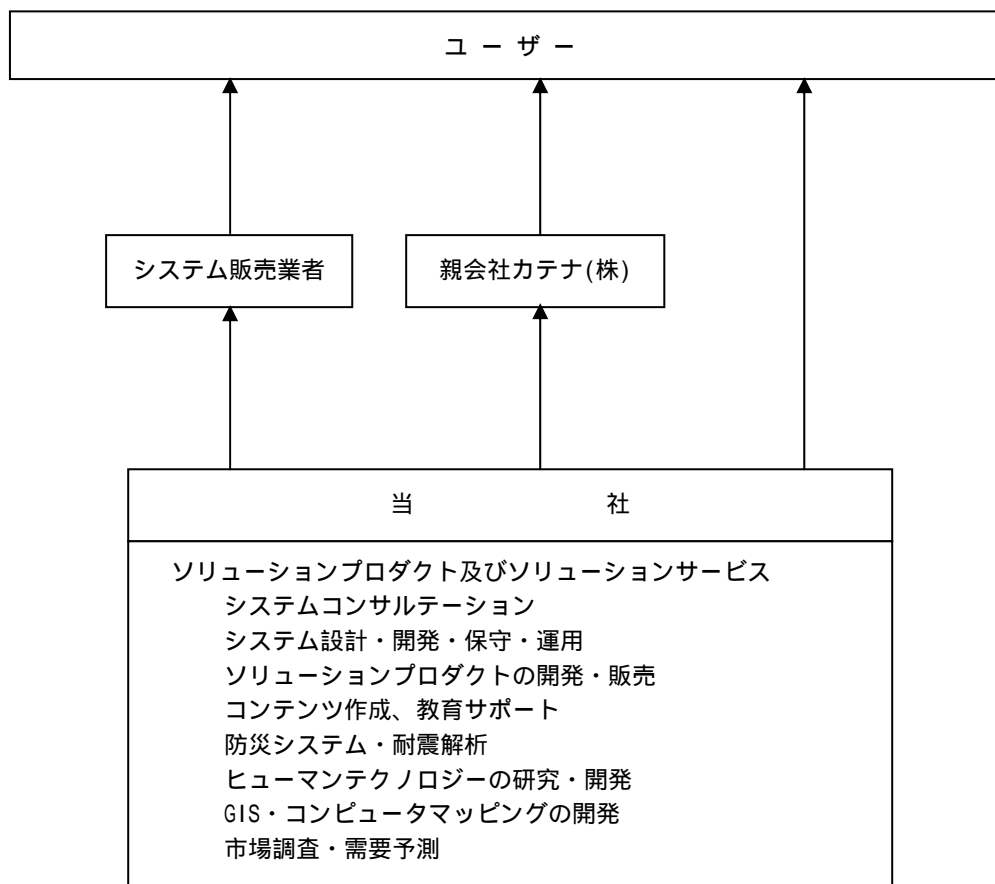 ユーザー
システム販売業者
親会社カテナ(株)
当社
ソリューションプロダクト及びソリューションサービス
システムコンサルテーション
システム設計・開発・保守・運用
ソリューションプロダクトの開発・販売
コンテンツ作成、教育サポート
防災システム・耐震解析
ヒューマンテクノロジーの研究・開発
GIS・コンピュータマッピングの開発
市場調査・需要予測